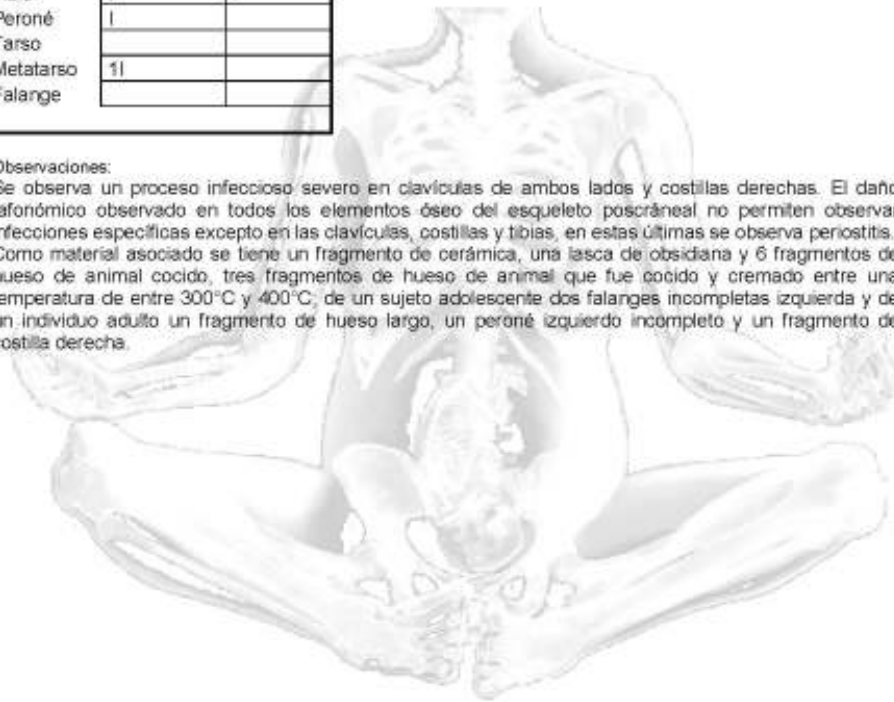 Peroné I
Tarso
Metatarso 1I
Falange
Observaciones:
Se observa un proceso infeccioso severo en clavículas de ambos lados y costillas derechas. El daño
tafonómico observado en todos los elementos óseo del esqueleto poscráneal no permiten observar
infecciones específicas excepto en las clavículas, costillas y tibias, en estas últimas se observa periostitis.
Como material asociado se tiene un fragmento de cerámica, una lasca de obsidiana y 6 fragmentos de
hueso de animal cocido, tres fragmentos de hueso de animal que fue cocido y cremado entre una
temperatura de entre 300°C y 400°C; de un sujeto adolescente dos falanges incompletas izquierda y de
un individuo adulto un fragmento de hueso largo, un peroné izquierdo incompleto y un fragmento de
costilla derecha.